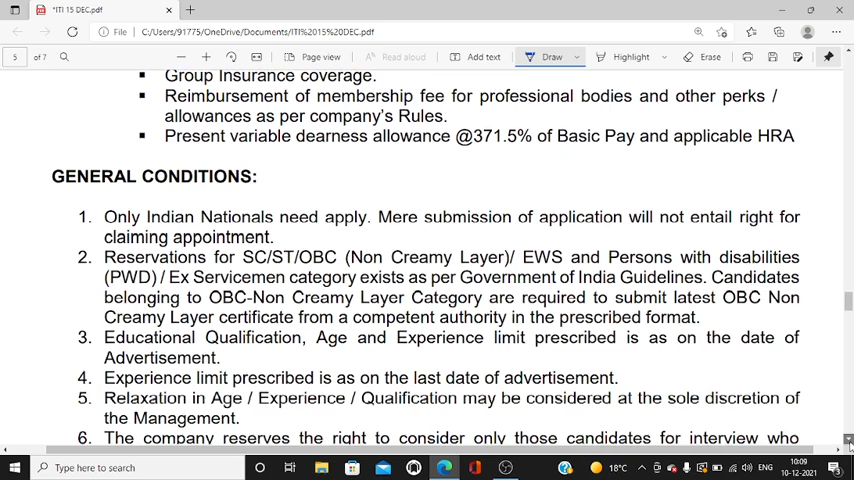 *ITI 15 DEC.pdf
C:/Users/91775/OneDrive/Documents/ITI%2015%20DEC.pdf
5 of 7 Page view Read aloud Add text Draw Highlight Erase
Group Insurance coverage.
▪ Reimbursement of membership fee for professional bodies and other perks /
allowances as per company's Rules.
▪ Present variable dearness allowance @371.5% of Basic Pay and applicable HRA
GENERAL CONDITIONS:
1. Only Indian Nationals need apply. Mere submission of application will not entail right for
claiming appointment.
2. Reservations for SC/ST/OBC (Non Creamy Layer)/ EWS and Persons with disabilities
(PWD) / Ex Servicemen category exists as per Government of India Guidelines. Candidates
belonging to OBC-Non Creamy Layer Category are required to submit latest OBC Non
Creamy Layer certificate from a competent authority in the prescribed format.
3. Educational Qualification, Age and Experience limit prescribed is as on the date of
Advertisement.
4. Experience limit prescribed is as on the last date of advertisement.
5. Relaxation in Age / Experience / Qualification may be considered at the sole discretion of
the Management.
6. The company reserves the right to consider only those candidates for interview who
Type here to search
18°C ENG 10:09
10-12-2021 3